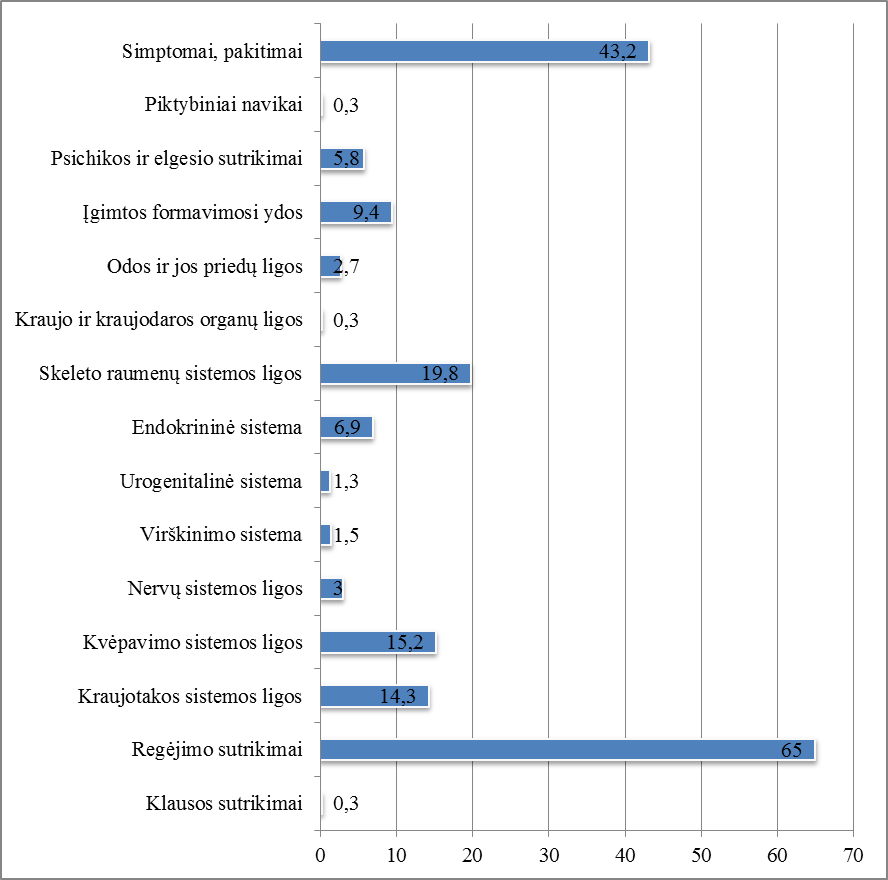 Simptomai, pakitimai 43,2
Piktybiniai navikai 0,3
Psichikos ir elgesio sutrikimai 5,8
Įgimtos formavimosi ydos 9,4
Odos ir jos priedų ligos 2,7
Kraujo ir kraujodaros organų ligos 0,3
Skeleto raumenų sistemos ligos 19,8
Endokrininė sistema 6,9
Urogenitalinė sistema 1,3
Virškinimo sistema 1,5
Nervų sistemos ligos 3
Kvėpavimo sistemos ligos 15,2
Kraujotakos sistemos ligos 14,3
Regėjimo sutrikimai 65
Klausos sutrikimai 0,3
0 10 20 30 40 50 60 70